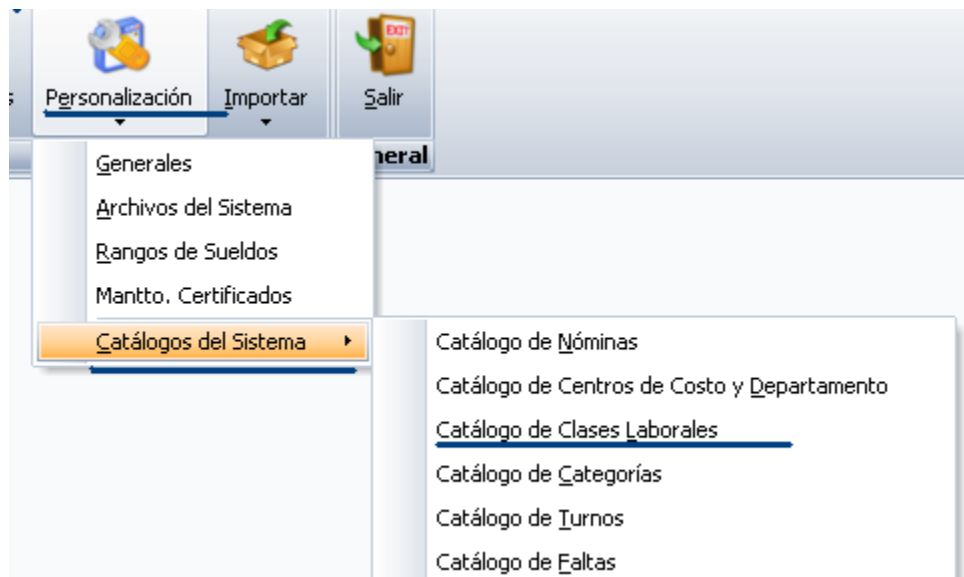 EXIT
Personalización Importar Salir
Generales
Archivos del Sistema
Rangos de Sueldos
Mantto. Certificados
Catálogos del Sistema
Catálogo de Nóminas
Catálogo de Centros de Costo y Departamento
Catálogo de Clases Laborales
Catálogo de Categorías
Catálogo de Turnos
Catálogo de Faltas